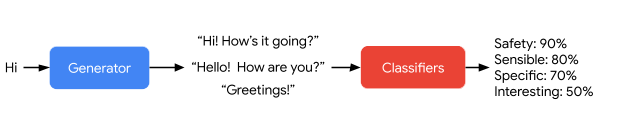 Hi
Generator
“Hi! How’s it going?”
“Hello!  How are you?”
“Greetings!”
Classifiers
Safety: 90%
Sensible: 80%
Specific: 70%
Interesting: 50%